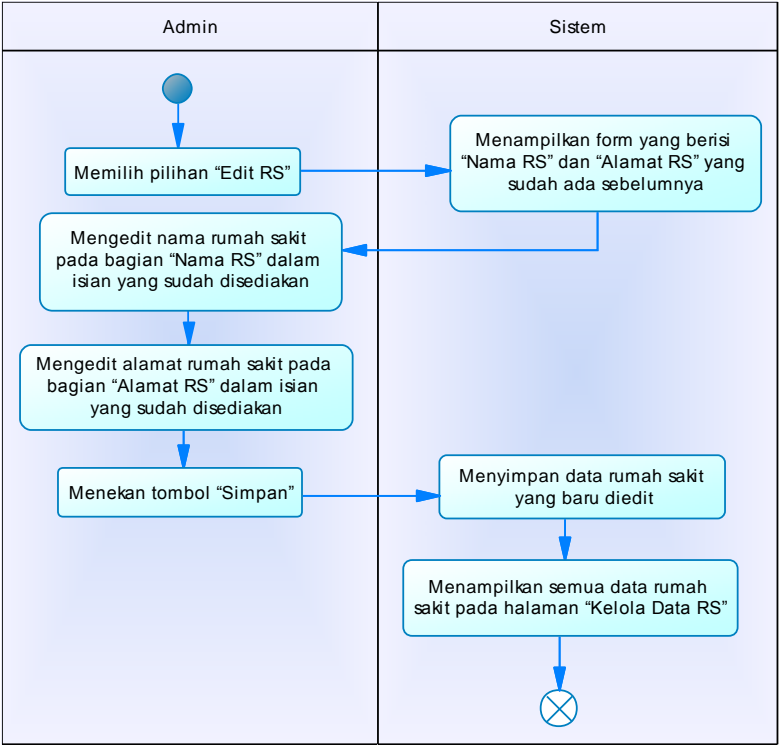 Admin
Sistem
Memilih pilihan “Edit RS”
Menampilkan form yang berisi
“Nama RS” dan “Alamat RS” yang
sudah ada sebelumnya
Mengedit nama rumah sakit
pada bagian “Nama RS” dalam
isian yang sudah disediakan
Mengedit alamat rumah sakit pada
bagian “Alamat RS” dalam isian
yang sudah disediakan
Menekan tombol “Simpan”
Menyimpan data rumah sakit
yang baru diedit
Menampilkan semua data rumah
sakit pada halaman “Kelola Data RS”